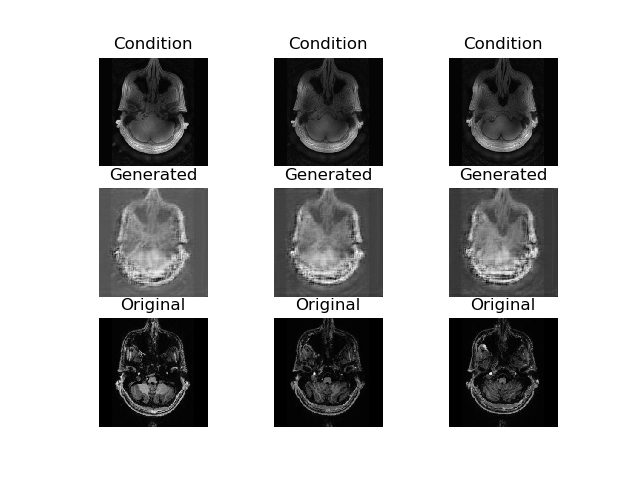 Condition Condition Condition
Generated Generated Generated
Original Original Original